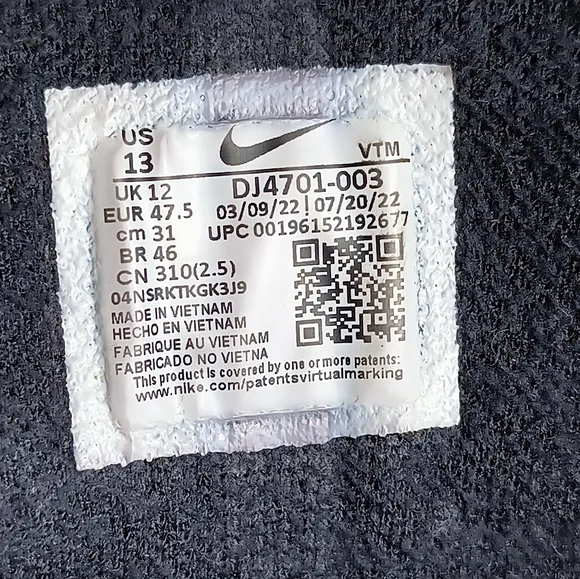 US
13
VTM
UK 12
DJ4701-003
EUR 47.5
03/09/22 | 07/20/22
cm 31
UPC 00196152192677
BR 46
CN 310(2.5)
04NSRKTKGK3J9
MADE IN VIETNAM
HECHO EN VIETNAM
FABRIQUE AU VIETNAM
FABRICADO NO VIETNA
This product is covered by one or more patents:
www.nike.com/patentsvirtualmarking